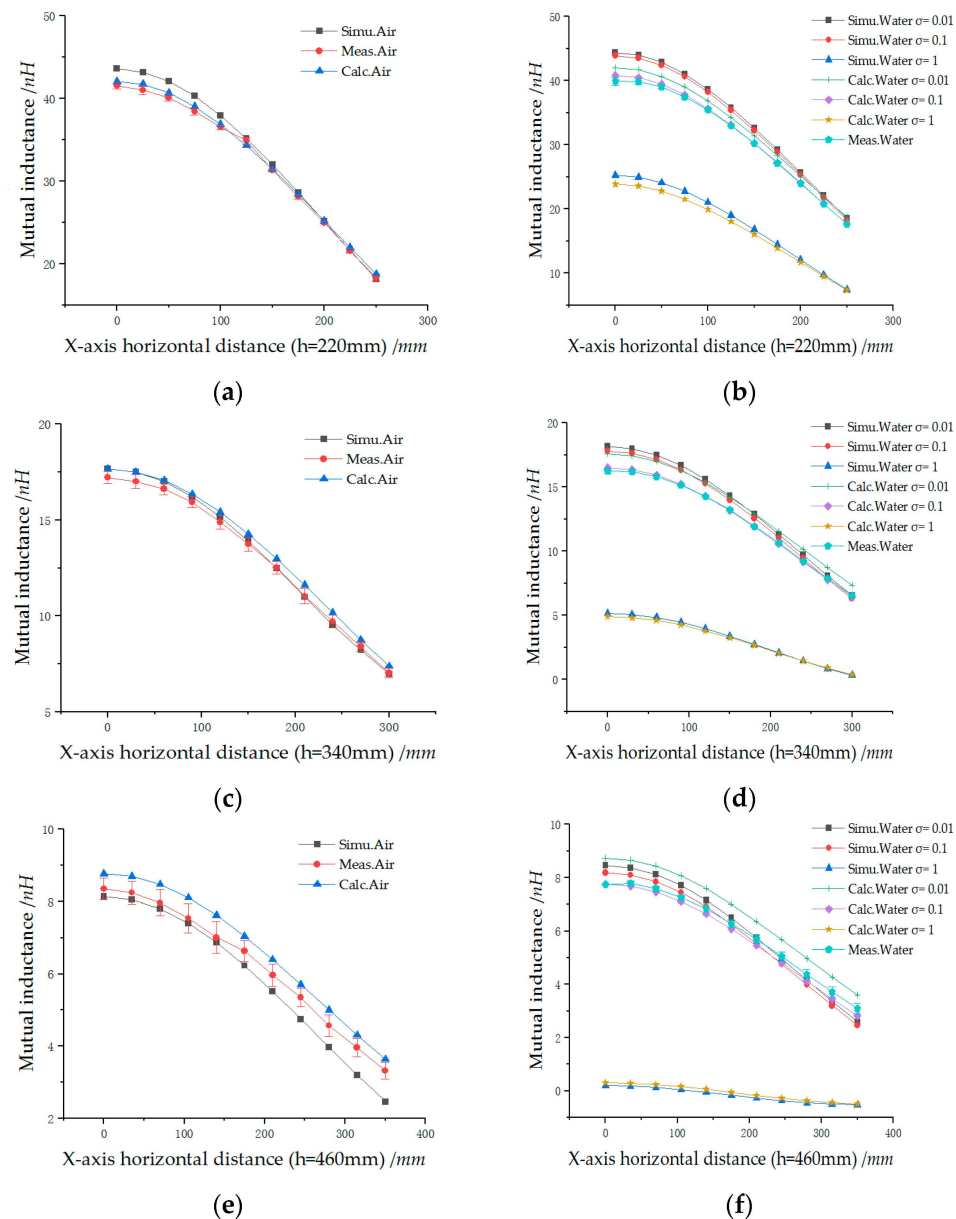 50
40
30
20
0
100
200
300
Mutual inductance /nH
Simu.Air
Meas.Air
Calc.Air
X-axis horizontal distance (h=220mm) /mm
(a)
50
40
30
20
10
0
100
200
300
Mutual inductance /nH
Simu.Water σ= 0.01
Simu.Water σ= 0.1
Simu.Water σ= 1
Calc.Water σ= 0.01
Calc.Water σ= 0.1
Calc.Water σ= 1
Meas.Water
X-axis horizontal distance (h=220mm) /mm
(b)
20
15
10
5
0
100
200
300
Mutual inductance /nH
Simu.Air
Meas.Air
Calc.Air
X-axis horizontal distance (h=340mm) /mm
(c)
20
15
10
5
0
0
100
200
300
Mutual inductance /nH
Simu.Water σ= 0.01
Simu.Water σ= 0.1
Simu.Water σ= 1
Calc.Water σ= 0.01
Calc.Water σ= 0.1
Calc.Water σ= 1
Meas.Water
X-axis horizontal distance (h=340mm) /mm
(d)
10
8
6
4
2
0
100
200
300
400
Mutual inductance /nH
Simu.Air
Meas.Air
Calc.Air
X-axis horizontal distance (h=460mm) /mm
(e)
10
8
6
4
2
0
0
100
200
300
400
Mutual inductance /nH
Simu.Water σ= 0.01
Simu.Water σ= 0.1
Simu.Water σ= 1
Calc.Water σ= 0.01
Calc.Water σ= 0.1
Calc.Water σ= 1
Meas.Water
X-axis horizontal distance (h=460mm) /mm
(f)